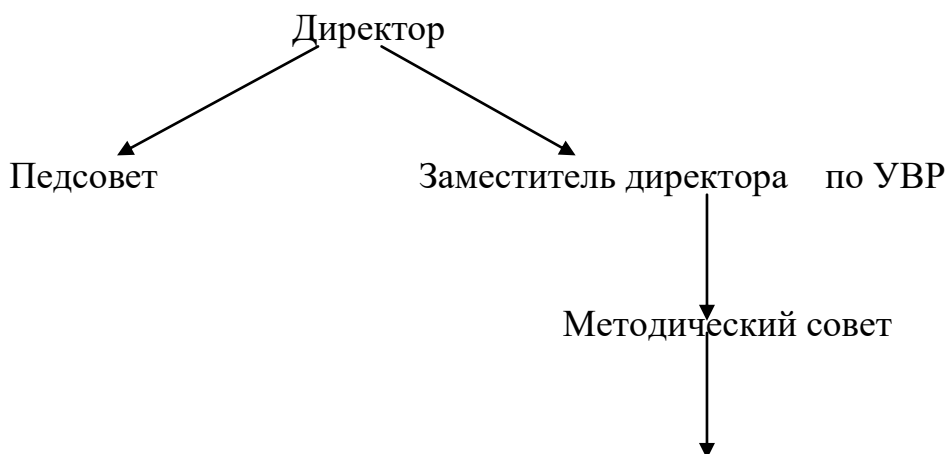 Директор
Педсовет
Заместитель директора по УВР
Методический совет